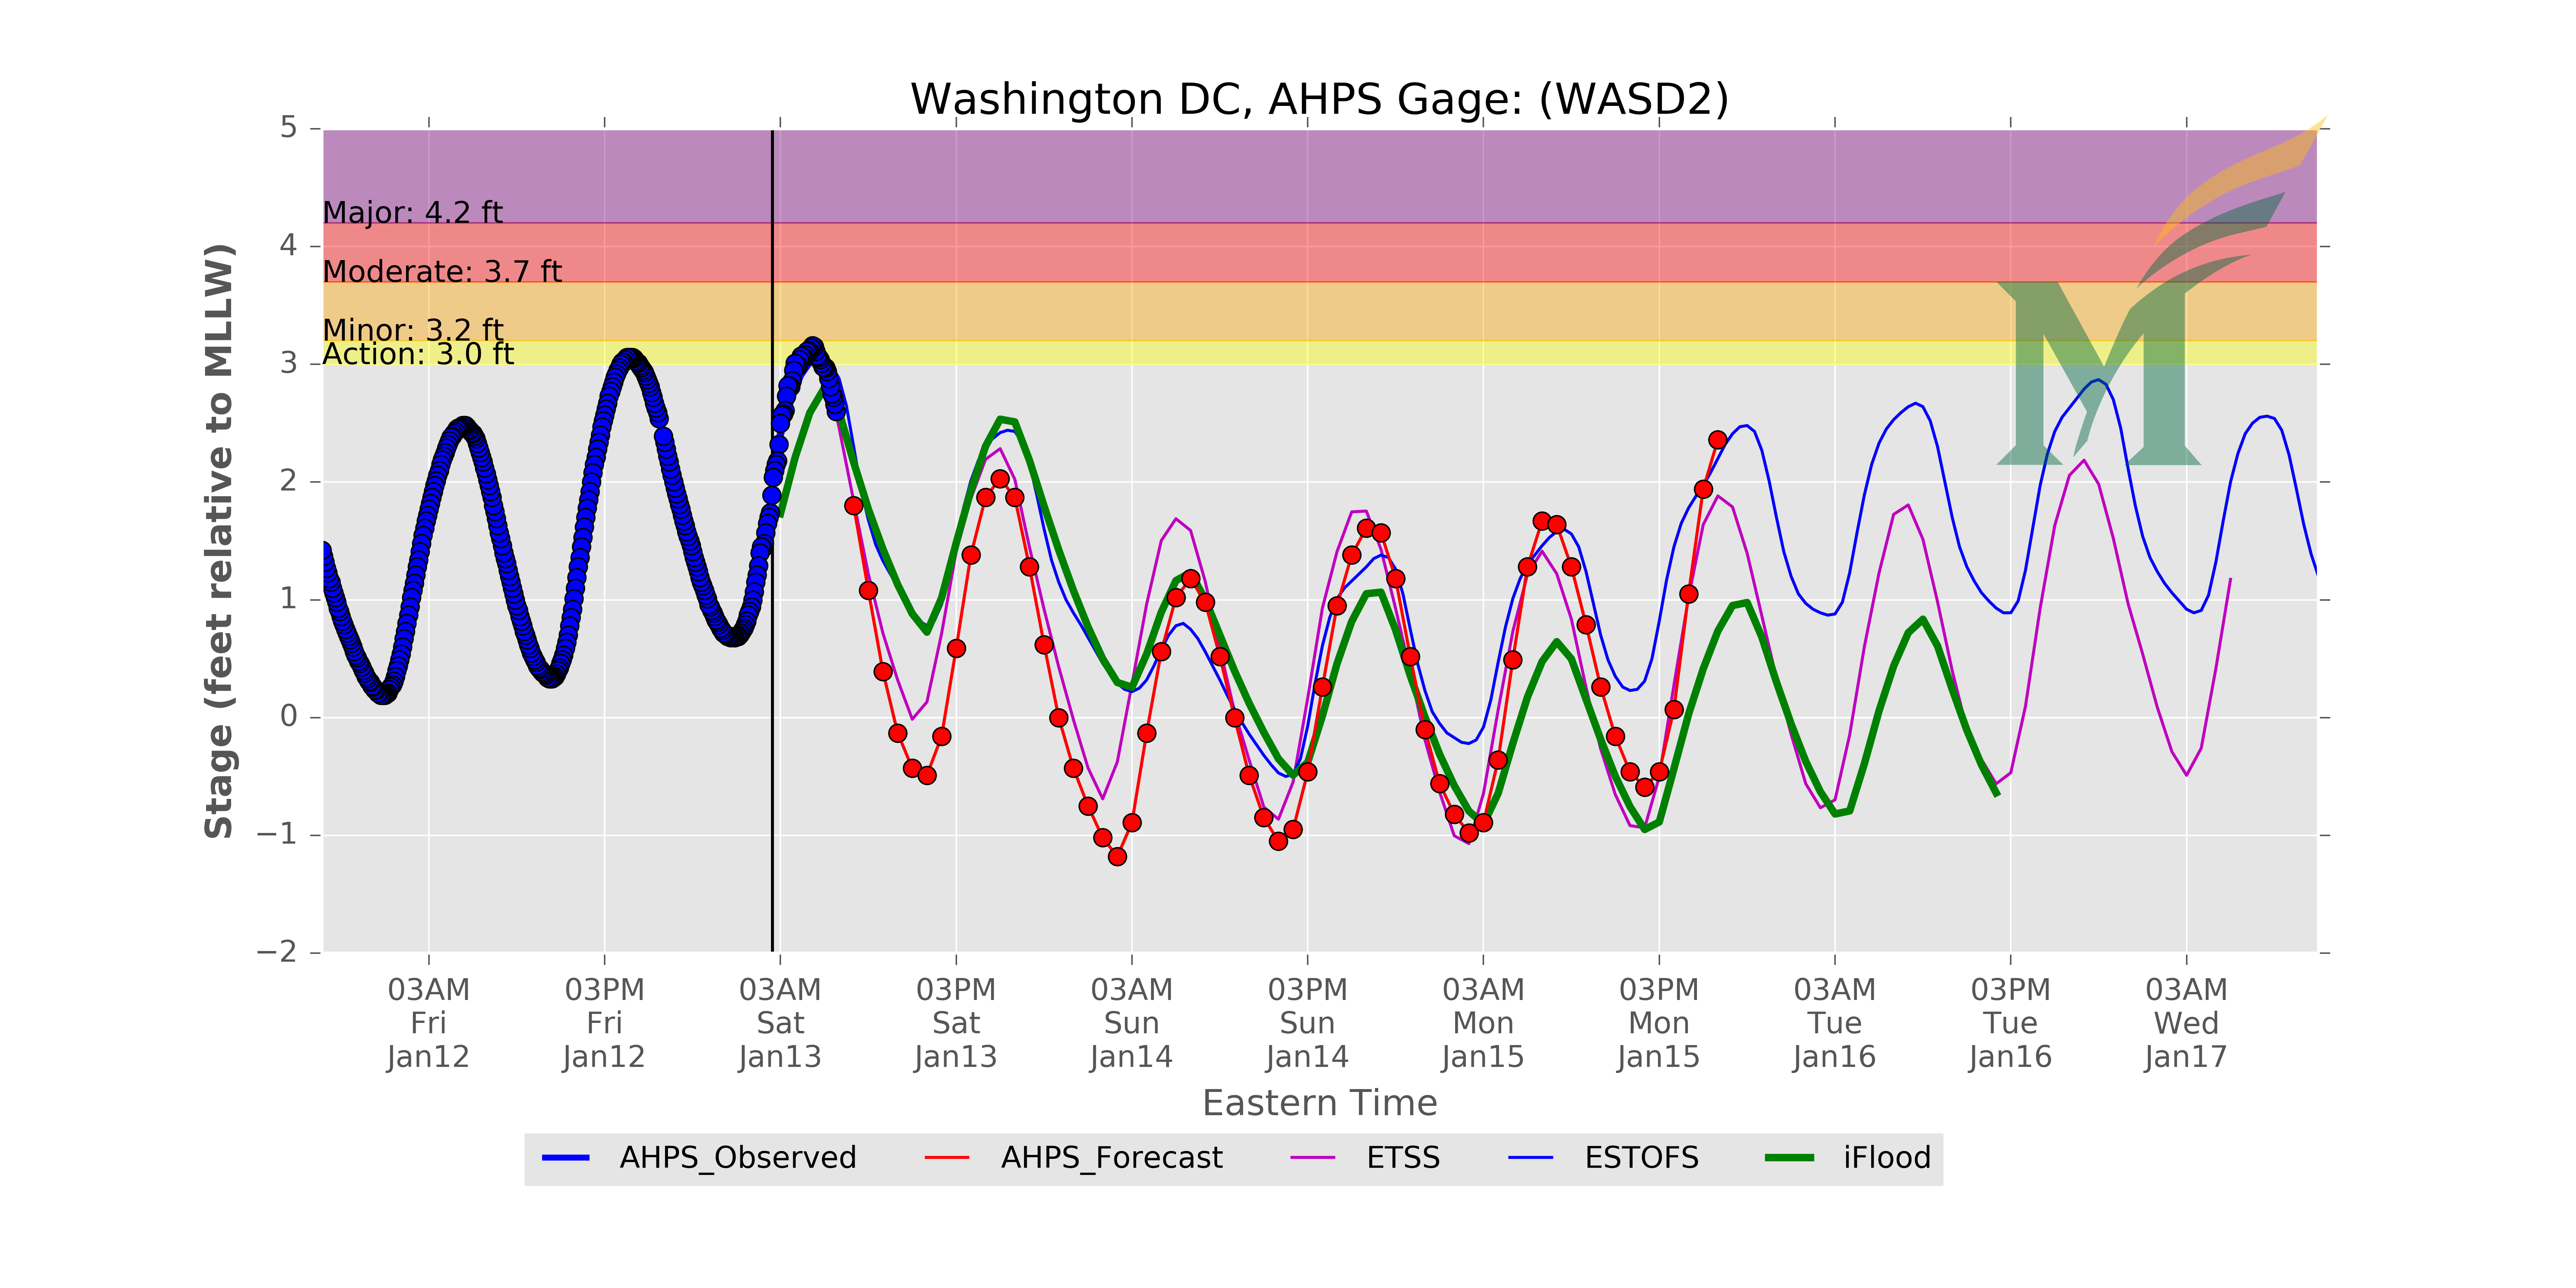 Washington DC, AHPS Gage: (WASD2)
Stage (feet relative to MLLW)
5
4
3
2
1
0
−1
−2
Major: 4.2 ft
Moderate: 3.7 ft
Minor: 3.2 ft
Action: 3.0 ft
M
03AM 03PM 03AM 03PM 03AM 03PM 03AM 03PM 03AM 03PM 03AM
Fri Fri Sat Sat Sun Sun Mon Mon Tue Tue Wed
Jan12 Jan12 Jan13 Jan13 Jan14 Jan14 Jan15 Jan15 Jan16 Jan16 Jan17
Eastern Time
AHPS_Observed AHPS_Forecast ETSS ESTOFS iFlood